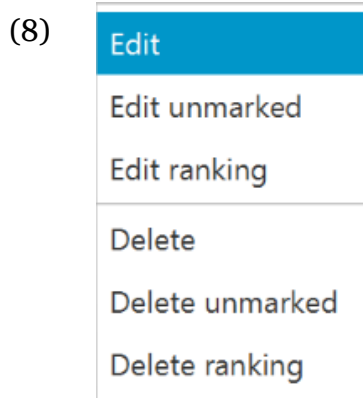 (8)
Edit
Edit unmarked
Edit ranking
Delete
Delete unmarked
Delete ranking